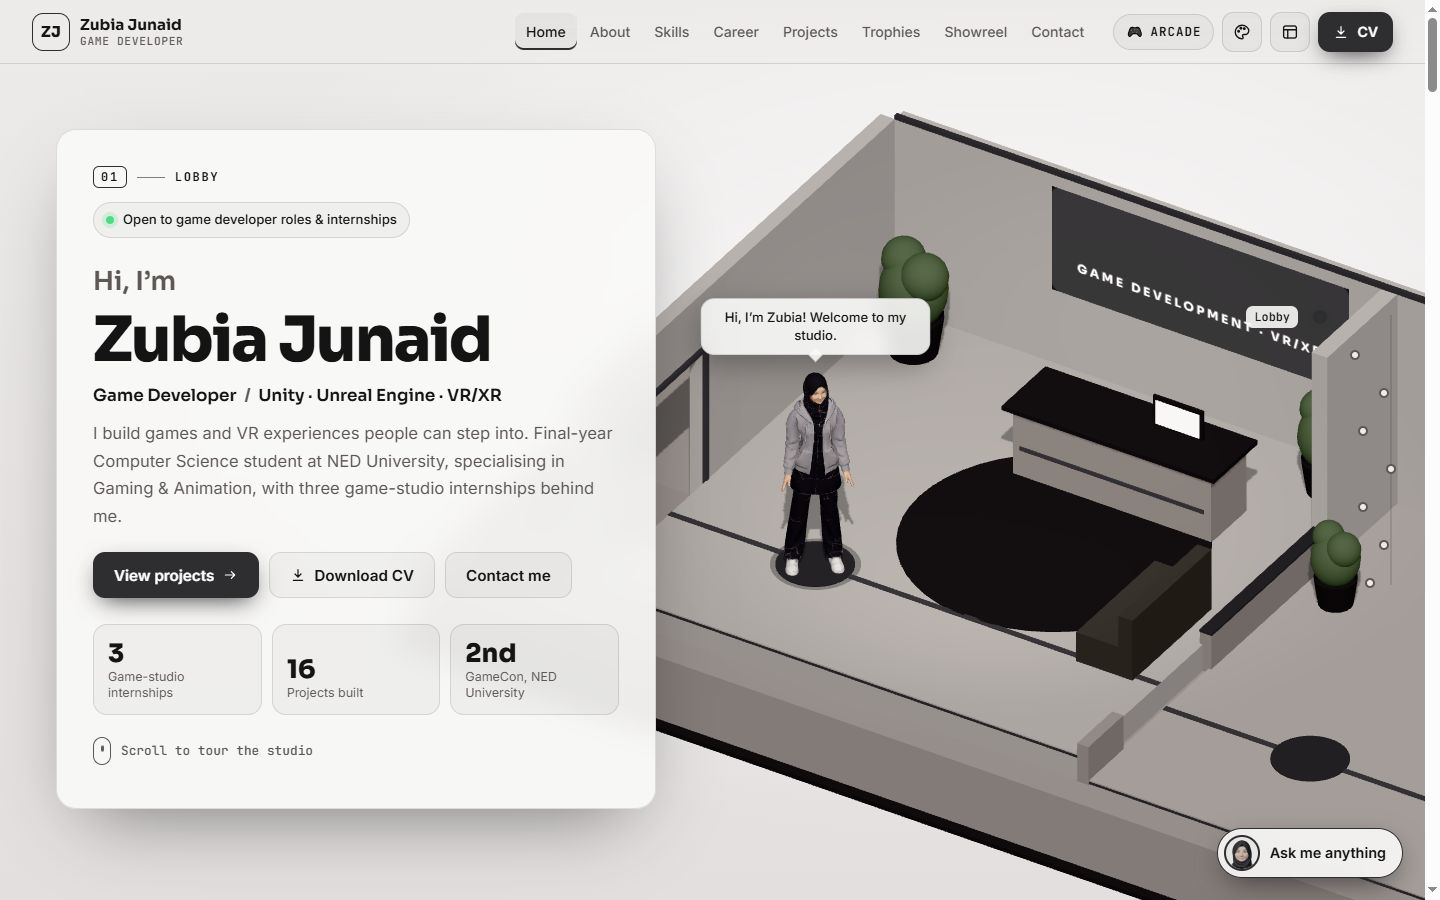 ZJ
Zubia Junaid
GAME DEVELOPER
Home
About
Skills
Career
Projects
Trophies
Showreel
Contact
ARCADE
CV
01
LOBBY
Open to game developer roles & internships
Hi, I’m
Zubia Junaid
Game Developer / Unity · Unreal Engine · VR/XR
I build games and VR experiences people can step into. Final-year
Computer Science student at NED University, specialising in
Gaming & Animation, with three game-studio internships behind
me.
View projects →
Download CV
Contact me
3
Game-studio
internships
16
Projects built
2nd
GameCon, NED
University
Scroll to tour the studio
Hi, I’m Zubia! Welcome to my
studio.
GAME DEVELOPMENT · VR/X
Lobby
Ask me anything